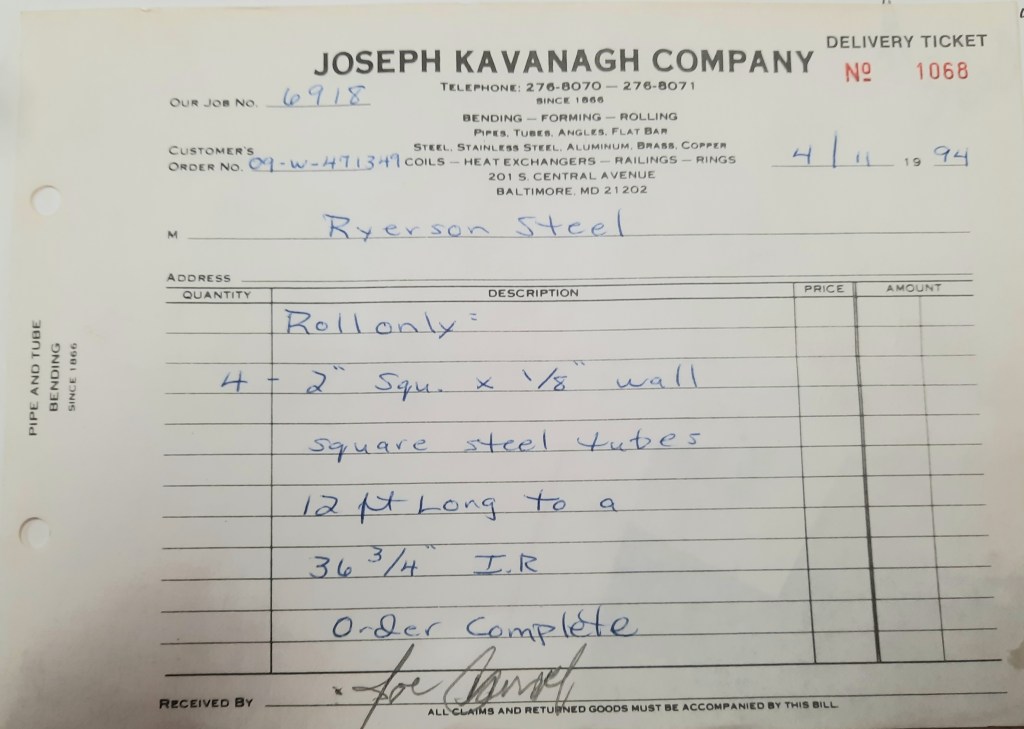 DELIVERY TICKET
JOSEPH KAVANAGH COMPANY
Nº 1068
TELEPHONE: 276-8070 — 276-8071
SINCE 1866
OUR JOB NO. 6918
BENDING — FORMING — ROLLING
PIPES, TUBES, ANGLES, FLAT BAR
STEEL, STAINLESS STEEL, ALUMINUM, BRASS, COPPER
CUSTOMER'S
ORDER NO. 09-W-471349
COILS — HEAT EXCHANGERS — RAILINGS — RINGS
4/11 19 94
201 S. CENTRAL AVENUE
BALTIMORE, MD 21202
M Ryerson Steel
ADDRESS
QUANTITY DESCRIPTION PRICE AMOUNT
Roll only:
4 - 2" Squ. x 1/8" wall
square steel tubes
12 ft Long to a
36 3/4" I.R
Order Complete
RECEIVED BY x Joe
ALL CLAIMS AND RETURNED GOODS MUST BE ACCOMPANIED BY THIS BILL
PIPE AND TUBE
BENDING
SINCE 1866